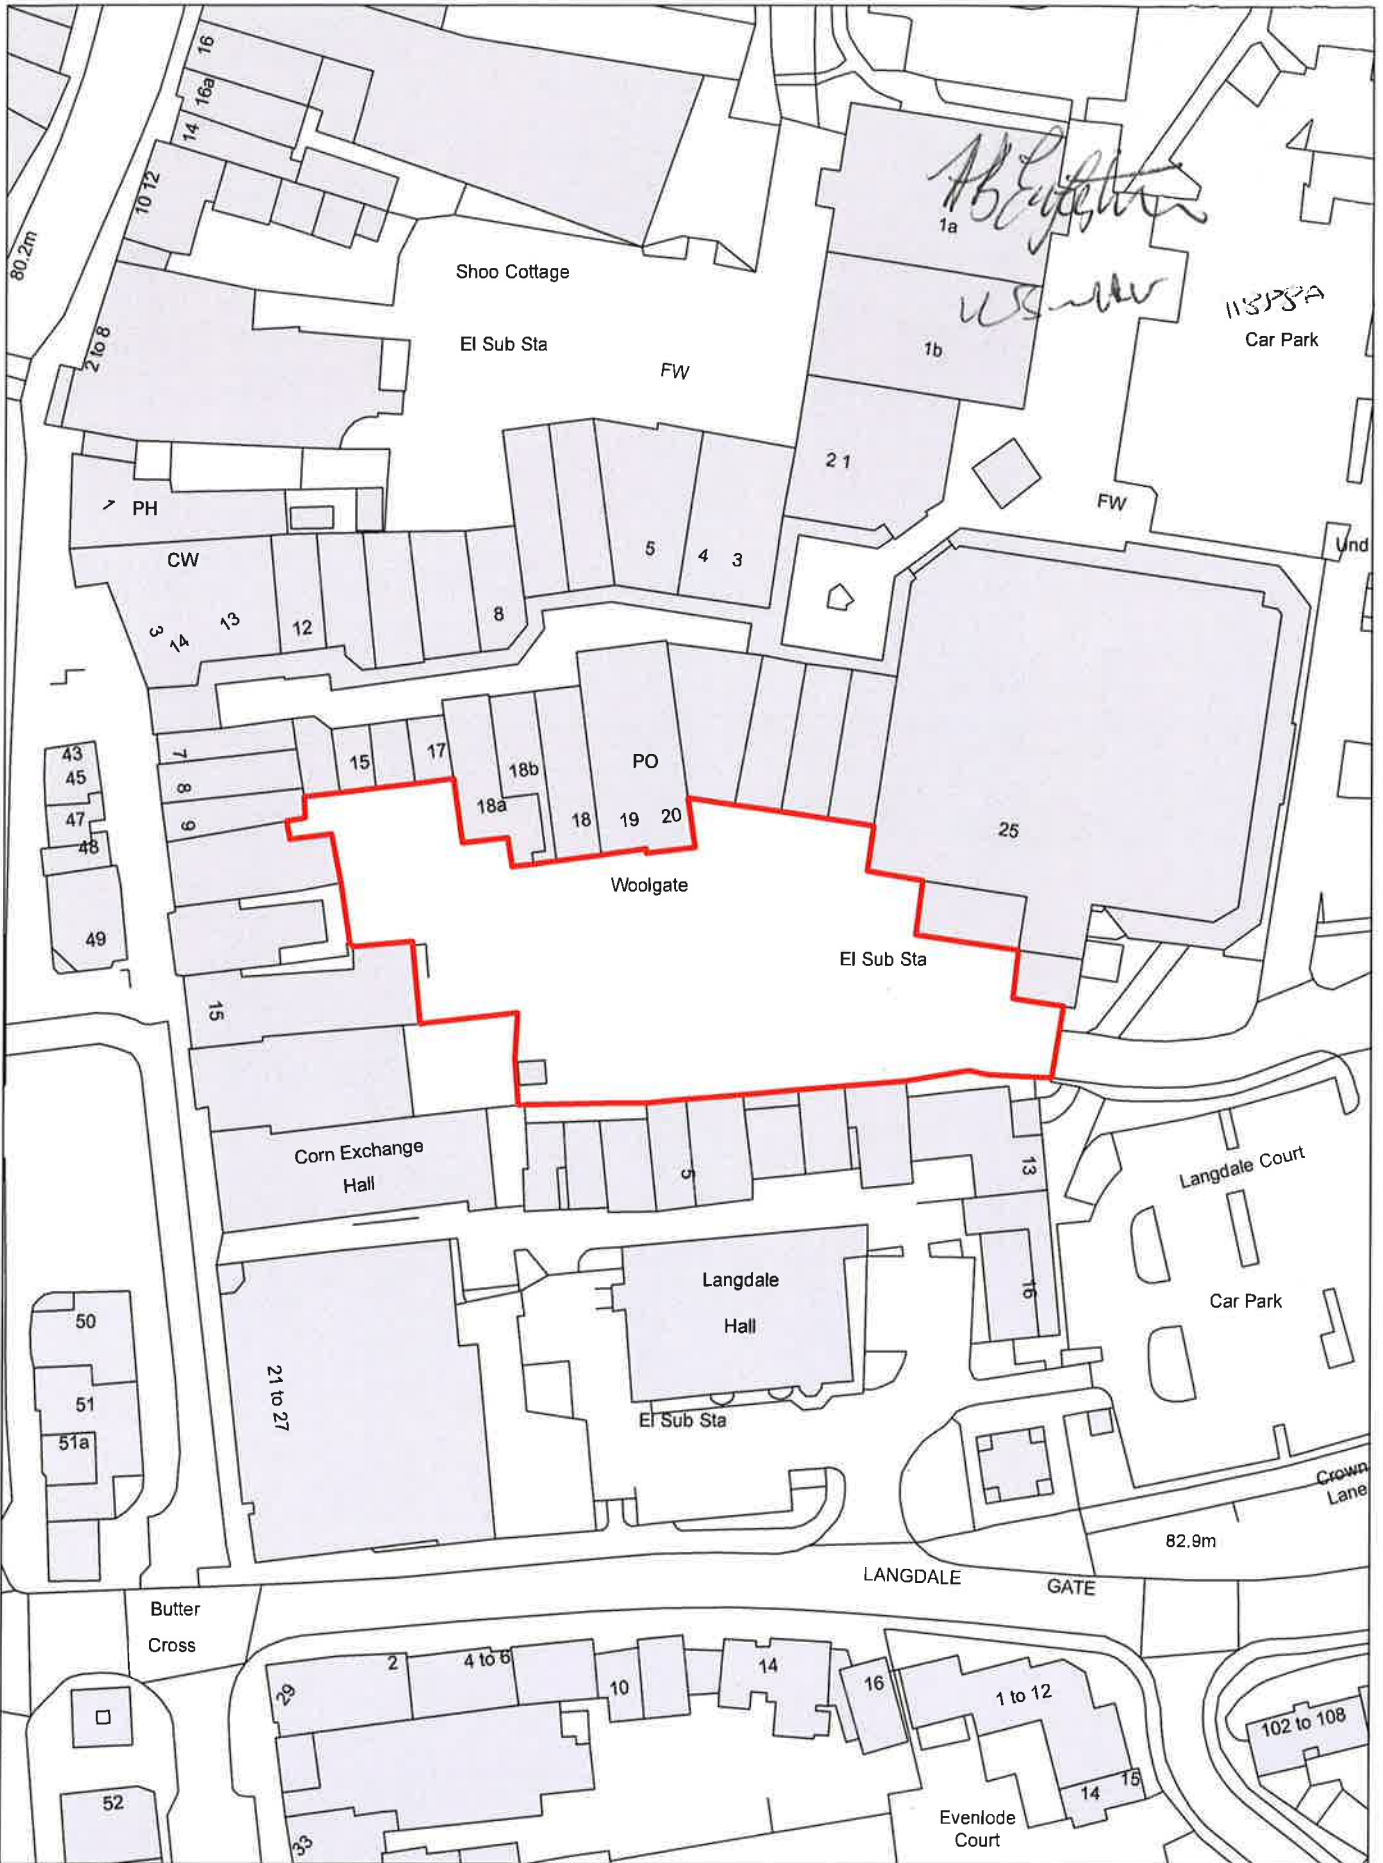 16
16a
14
10 12
80.2m
2 to 8
Shoo Cottage
El Sub Sta
FW
1a
1b
Car Park
2 1
FW
Und
1 PH
CW
3
14
13
12
8
5
4
3
43
45
47
48
49
7
8
9
15
17
18a
18b
18
PO
19
20
25
Woolgate
El Sub Sta
15
Corn Exchange
Hall
5
13
Langdale Court
Langdale
Hall
16
Car Park
50
51
51a
21 to 27
El Sub Sta
Crown
Lane
82.9m
LANGDALE GATE
Butter
Cross
29
2
4 to 6
10
14
16
1 to 12
102 to 108
52
33
14
15
Evenlode
Court